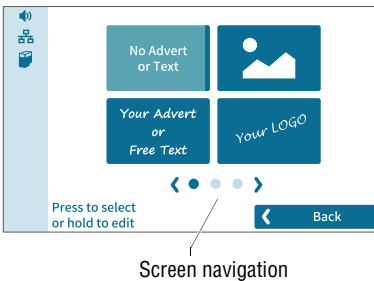 No Advert
or Text
Your Advert
or
Free Text
Your LOGO
Press to select
or hold to edit
Back
Screen navigation